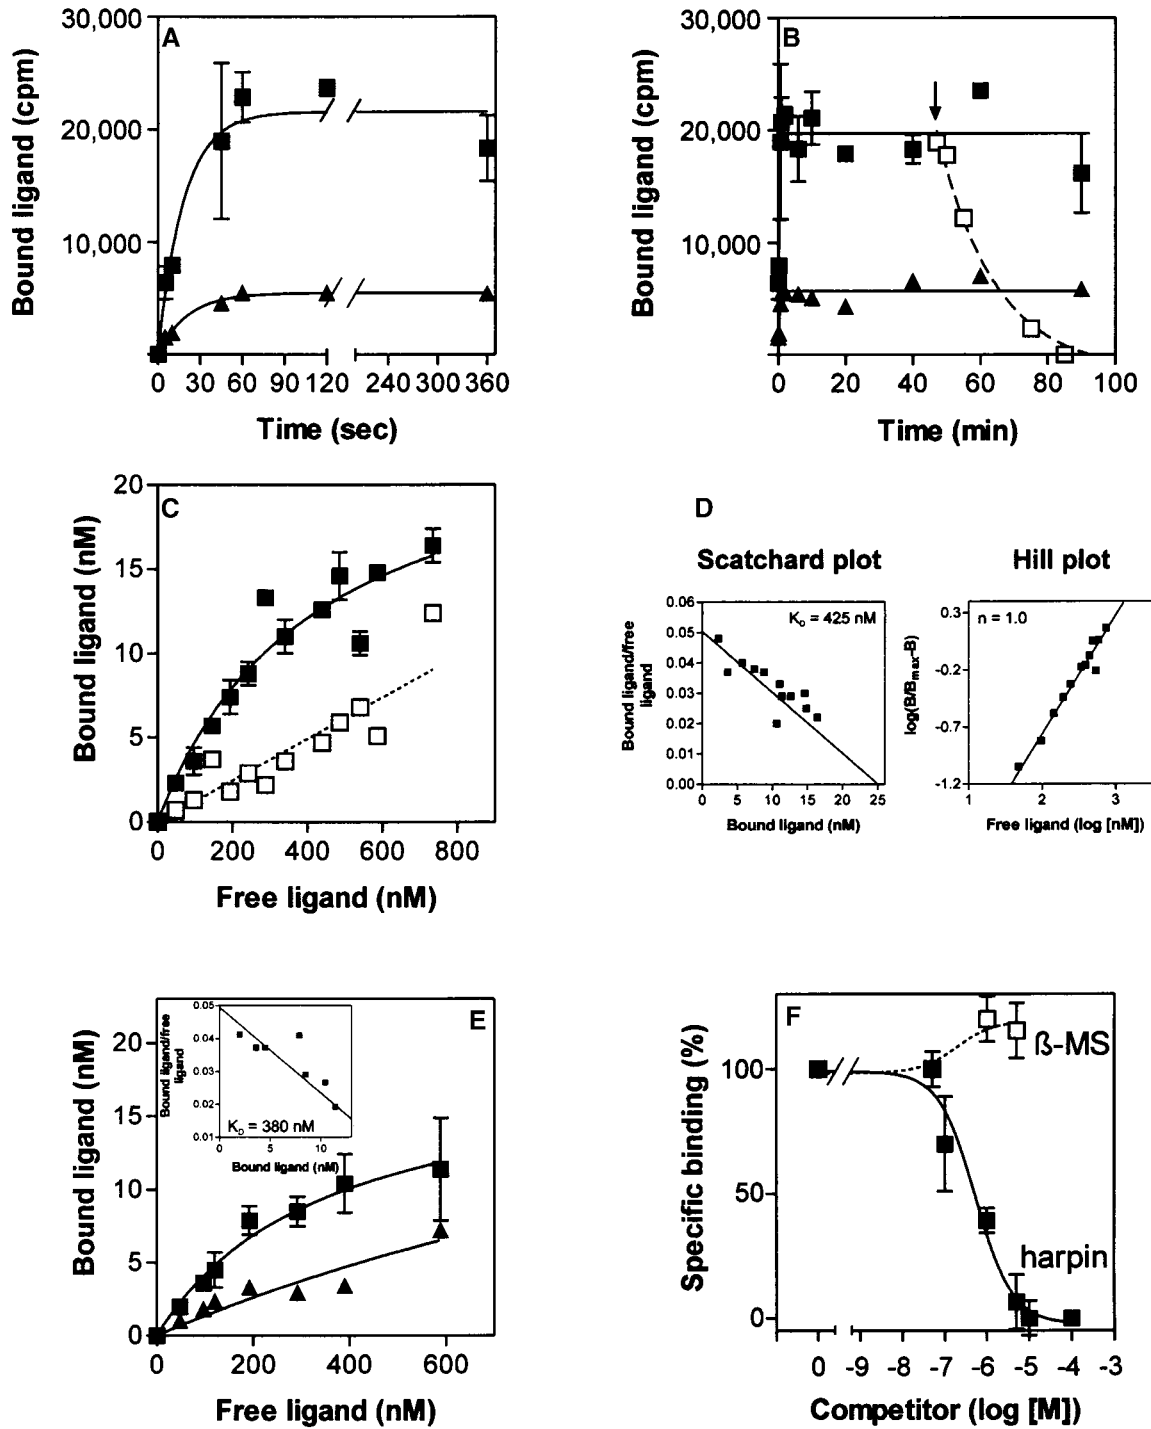 A
Bound ligand (cpm)
30,000
20,000
10,000
0 30 60 90 120 240 300 360
Time (sec)
B
Bound ligand (cpm)
30,000
20,000
10,000
0 20 40 60 80 100
Time (min)
C
Bound ligand (nM)
20
15
10
5
0
0 200 400 600 800
Free ligand (nM)
D
Scatchard plot
Bound ligand/free
ligand
0.06
0.05
0.04
0.03
0.02
0.01
0.00
K_D = 425 nM
0 5 10 15 20 25
Bound ligand (nM)
Hill plot
log(B/B_max-B)
0.3
-0.2
-0.7
-1.2
n = 1.0
1 2 3
Free ligand (log [nM])
E
Bound ligand (nM)
20
15
10
5
0
0 200 400 600
Free ligand (nM)
Bound ligand/free
ligand
0.05
0.04
0.03
0.02
0.01
K_D = 380 nM
0 5 10
Bound ligand (nM)
F
Specific binding (%)
100
50
0
ß-MS
harpin
0 -9 -8 -7 -6 -5 -4 -3
Competitor (log [M])